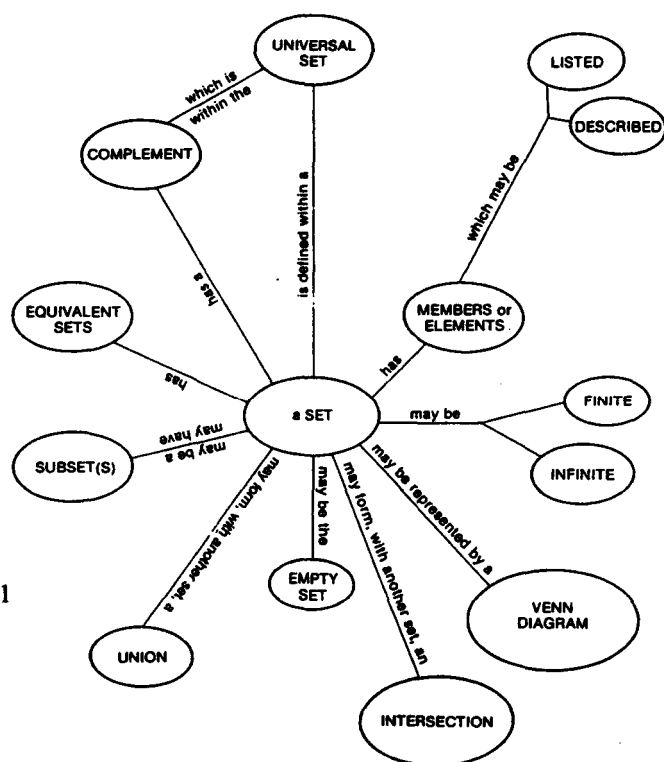 UNIVERSAL
SET
LISTED
DESCRIBED
which is
within the
COMPLEMENT
which may be
is defined within a
has a
EQUIVALENT
SETS
MEMBERS or
ELEMENTS
has
has
a SET
may be
FINITE
INFINITE
may have
may be a
SUBSET(S)
may form, with another set, a
may be the
may form, with another set, an
may be represented by a
EMPTY
SET
1
VENN
DIAGRAM
UNION
INTERSECTION